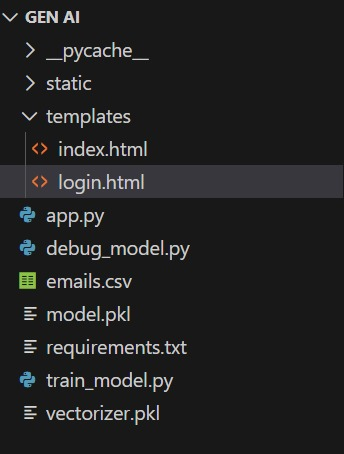 GEN AI
__pycache__
static
templates
index.html
login.html
app.py
debug_model.py
emails.csv
model.pkl
requirements.txt
train_model.py
vectorizer.pkl